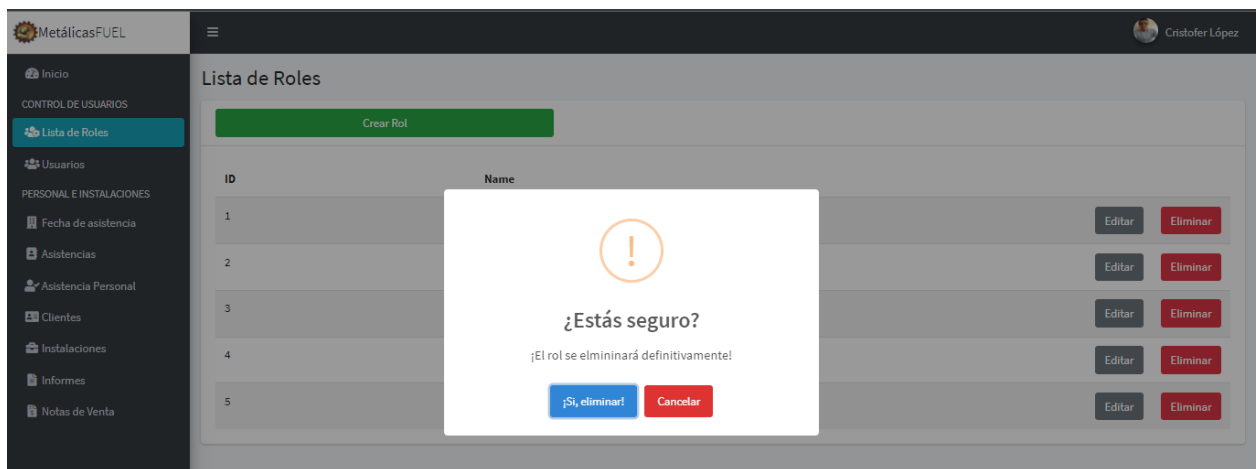 MetálicasFUEL
Cristofer López
Inicio
CONTROL DE USUARIOS
Lista de Roles
Usuarios
PERSONAL E INSTALACIONES
Fecha de asistencia
Asistencias
Asistencia Personal
Clientes
Instalaciones
Informes
Notas de Venta
Lista de Roles
Crear Rol
ID Name
1 Editar Eliminar
2 Editar Eliminar
3 Editar Eliminar
4 Editar Eliminar
5 Editar Eliminar
!
¿Estás seguro?
¡El rol se elmininará definitivamente!
¡Si, eliminar! Cancelar